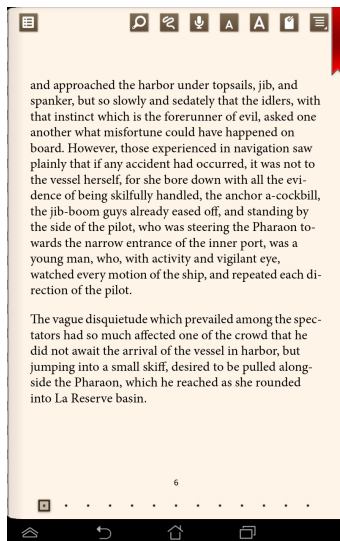 A
A
and approached the harbor under topsails, jib, and
spanker, but so slowly and sedately that the idlers, with
that instinct which is the forerunner of evil, asked one
another what misfortune could have happened on
board. However, those experienced in navigation saw
plainly that if any accident had occurred, it was not to
the vessel herself, for she bore down with all the evi-
dence of being skilfully handled, the anchor a-cockbill,
the jib-boom guys already eased off, and standing by
the side of the pilot, who was steering the Pharaon to-
wards the narrow entrance of the inner port, was a
young man, who, with activity and vigilant eye,
watched every motion of the ship, and repeated each di-
rection of the pilot.
The vague disquietude which prevailed among the spec-
tators had so much affected one of the crowd that he
did not await the arrival of the vessel in harbor, but
jumping into a small skiff, desired to be pulled along-
side the Pharaon, which he reached as she rounded
into La Reserve basin.
6